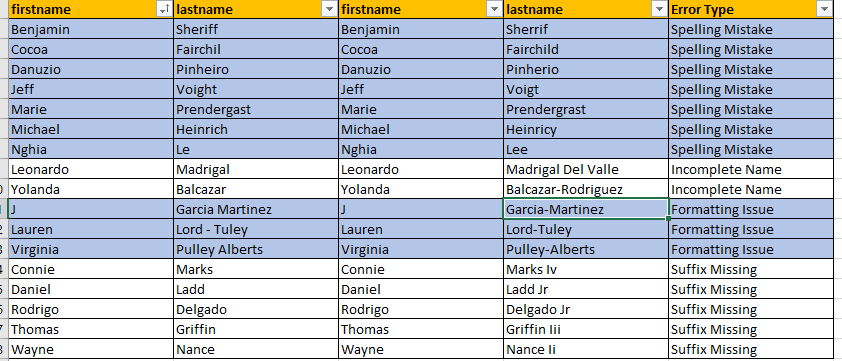 firstname lastname firstname lastname Error Type
Benjamin Sheriff Benjamin Sherrif Spelling Mistake
Cocoa Fairchil Cocoa Fairchild Spelling Mistake
Danuzio Pinheiro Danuzio Pinherio Spelling Mistake
Jeff Voight Jeff Voigt Spelling Mistake
Marie Prendergast Marie Prendergrast Spelling Mistake
Michael Heinrich Michael Heinricy Spelling Mistake
Nghia Le Nghia Lee Spelling Mistake
Leonardo Madrigal Leonardo Madrigal Del Valle Incomplete Name
Yolanda Balcazar Yolanda Balcazar-Rodriguez Incomplete Name
J Garcia Martinez J Garcia-Martinez Formatting Issue
Lauren Lord - Tuley Lauren Lord-Tuley Formatting Issue
Virginia Pulley Alberts Virginia Pulley-Alberts Formatting Issue
Connie Marks Connie Marks Iv Suffix Missing
Daniel Ladd Daniel Ladd Jr Suffix Missing
Rodrigo Delgado Rodrigo Delgado Jr Suffix Missing
Thomas Griffin Thomas Griffin Iii Suffix Missing
Wayne Nance Wayne Nance Ii Suffix Missing